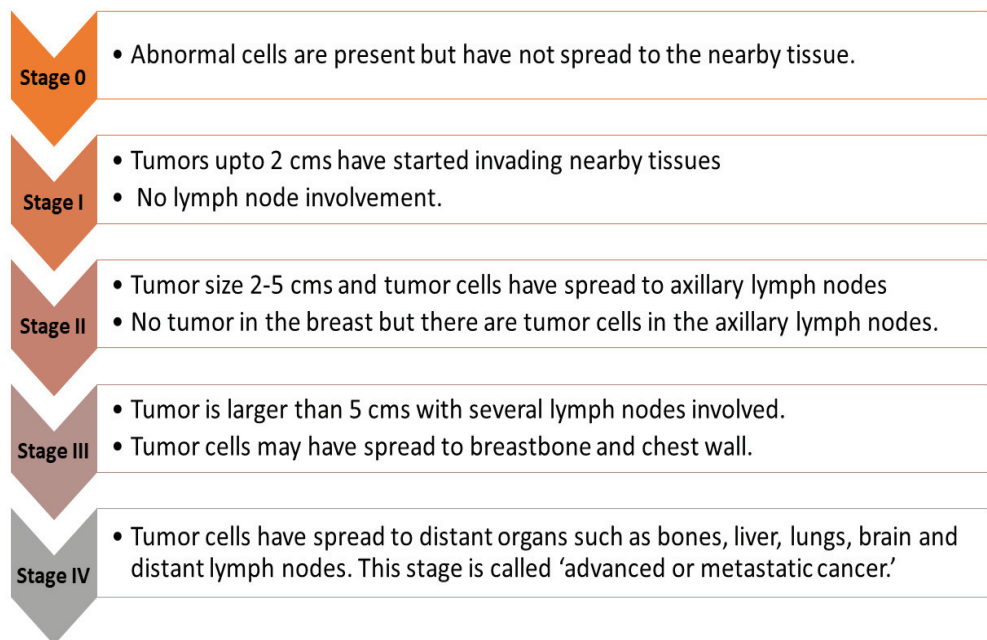 Stage 0
• Abnormal cells are present but have not spread to the nearby tissue.
Stage I
• Tumors upto 2 cms have started invading nearby tissues
• No lymph node involvement.
Stage II
• Tumor size 2-5 cms and tumor cells have spread to axillary lymph nodes
• No tumor in the breast but there are tumor cells in the axillary lymph nodes.
Stage III
• Tumor is larger than 5 cms with several lymph nodes involved.
• Tumor cells may have spread to breastbone and chest wall.
Stage IV
• Tumor cells have spread to distant organs such as bones, liver, lungs, brain and
distant lymph nodes. This stage is called ‘advanced or metastatic cancer.’